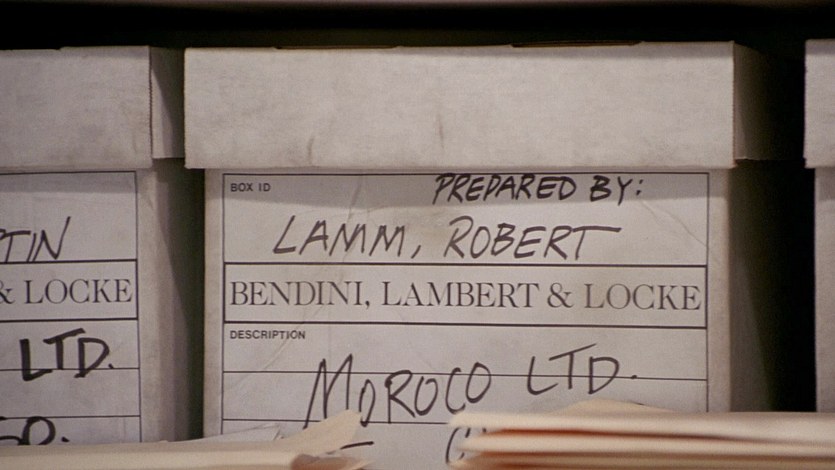 BOX ID
PREPARED BY:
LAMM, ROBERT
BENDINI, LAMBERT & LOCKE
DESCRIPTION
MOROCO LTD.
& LOCKE
LTD.